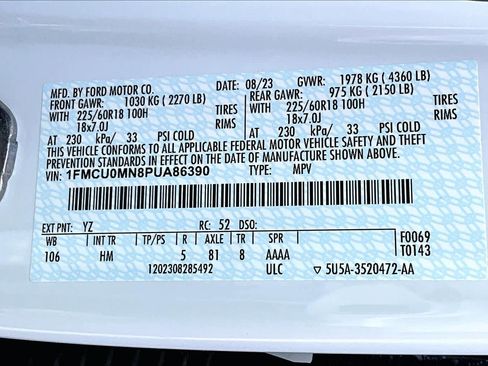 MFD. BY FORD MOTOR CO.
DATE: 08/23 GVWR: 1978 KG ( 4360 LB)
FRONT GAWR: 1030 KG ( 2270 LB) REAR GAWR: 975 KG ( 2150 LB)
WITH 225/60R18 100H TIRES WITH 225/60R18 100H TIRES
18x7.0J RIMS 18x7.0J RIMS
AT 230 kPa/ 33 PSI COLD AT 230 kPa/ 33 PSI COLD
THIS VEHICLE CONFORMS TO ALL APPLICABLE FEDERAL MOTOR VEHICLE SAFETY AND THEFT
PREVENTION STANDARDS IN EFFECT ON THE DATE OF MANUFACTURE SHOWN ABOVE.
VIN: 1FMCU0MN8PUA86390 TYPE: MPV
EXT PNT: YZ RC: 52 DSO:
WB INT TR TP/PS R AXLE TR SPR F0069
106 HM 5 81 8 AAAA T0143
1202308285492 ULC 5U5A-3520472-AA